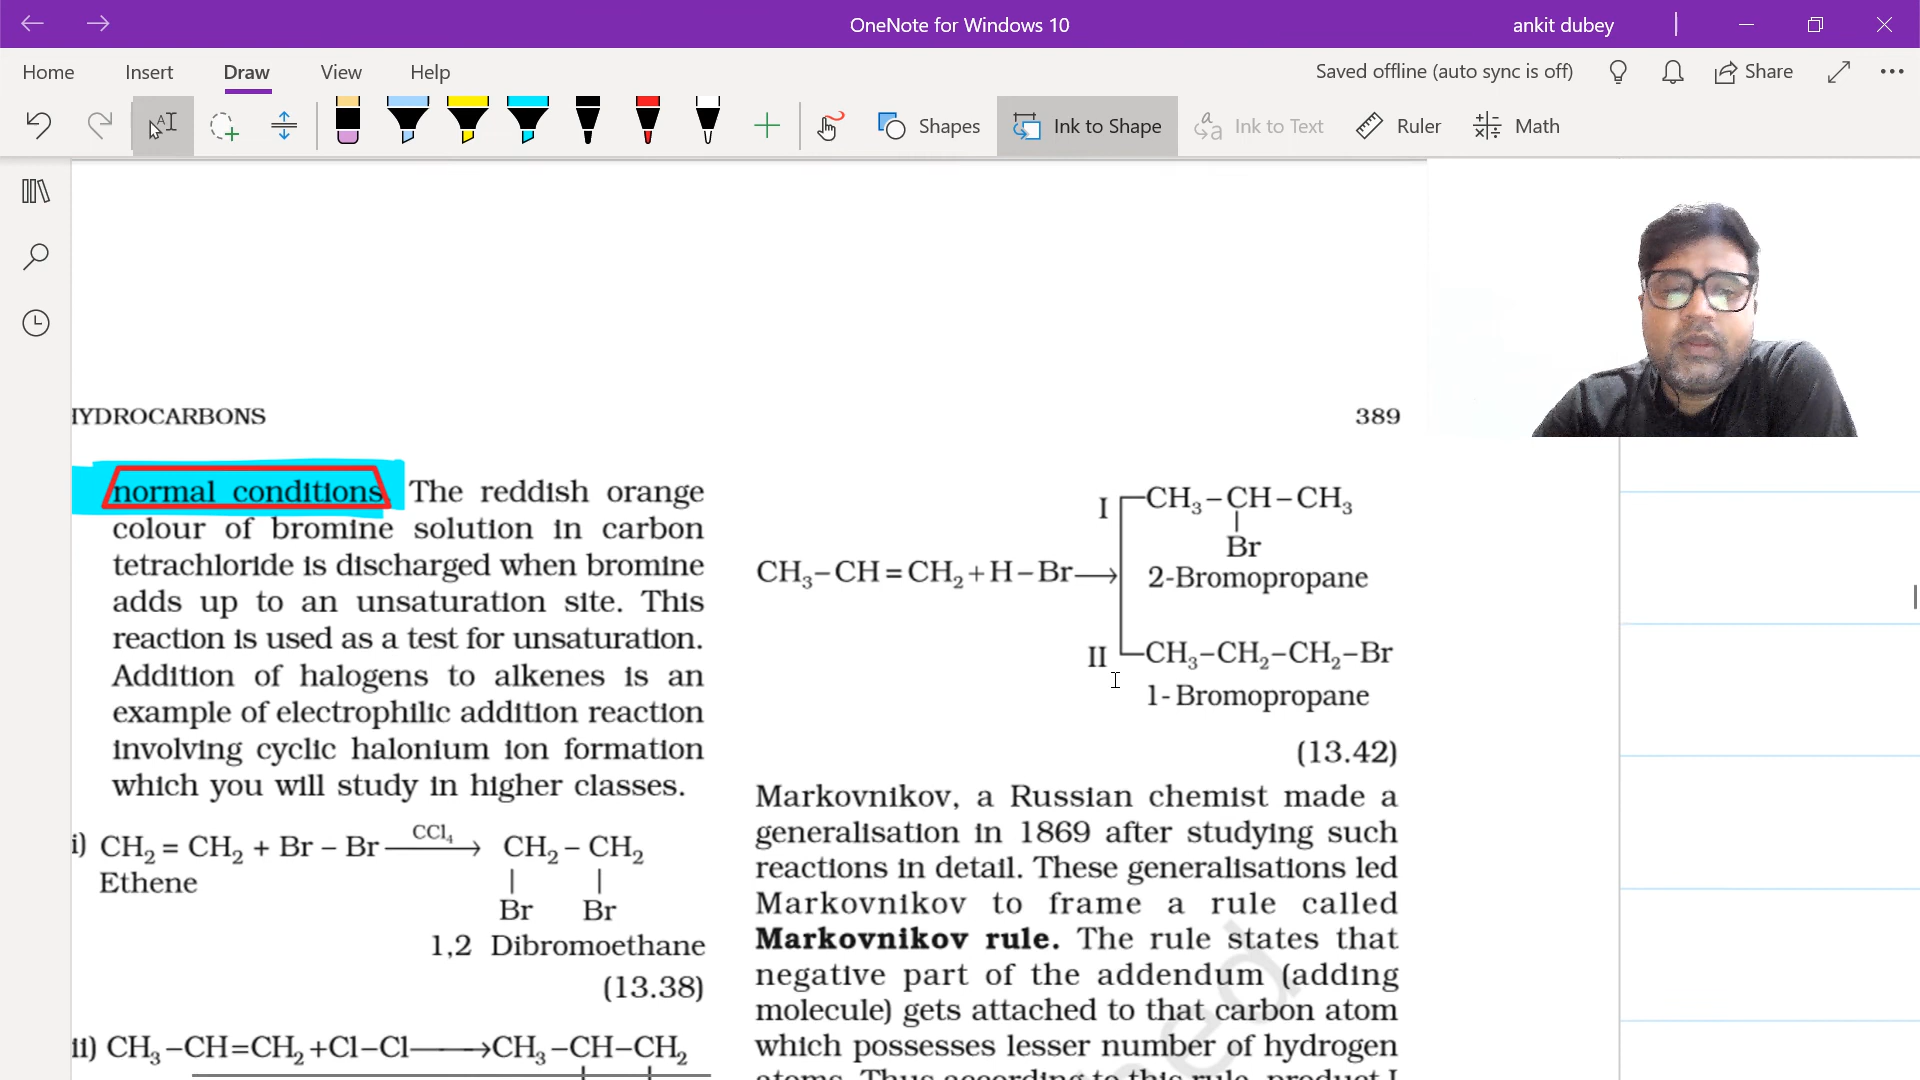 OneNote for Windows 10
ankit dubey
Home Insert Draw View Help
Saved offline (auto sync is off) Share
Shapes Ink to Shape Ink to Text Ruler Math
HYDROCARBONS
389
normal conditions. The reddish orange
colour of bromine solution in carbon
tetrachloride is discharged when bromine
adds up to an unsaturation site. This
reaction is used as a test for unsaturation.
Addition of halogens to alkenes is an
example of electrophilic addition reaction
involving cyclic halonium ion formation
which you will study in higher classes.
i) CH₂ = CH₂ + Br – Br ⟶ CH₂ – CH₂
CCl₄
Ethene
| |
Br Br
1,2 Dibromoethane
(13.38)
ii) CH₃–CH=CH₂+Cl–Cl⟶CH₃–CH–CH₂
I CH₃–CH–CH₃
|
Br
2-Bromopropane
CH₃–CH=CH₂+H–Br⟶
II CH₃–CH₂–CH₂–Br
1-Bromopropane
(13.42)
Markovnikov, a Russian chemist made a
generalisation in 1869 after studying such
reactions in detail. These generalisations led
Markovnikov to frame a rule called
Markovnikov rule. The rule states that
negative part of the addendum (adding
molecule) gets attached to that carbon atom
which possesses lesser number of hydrogen
atoms. Thus according to this rule, product I